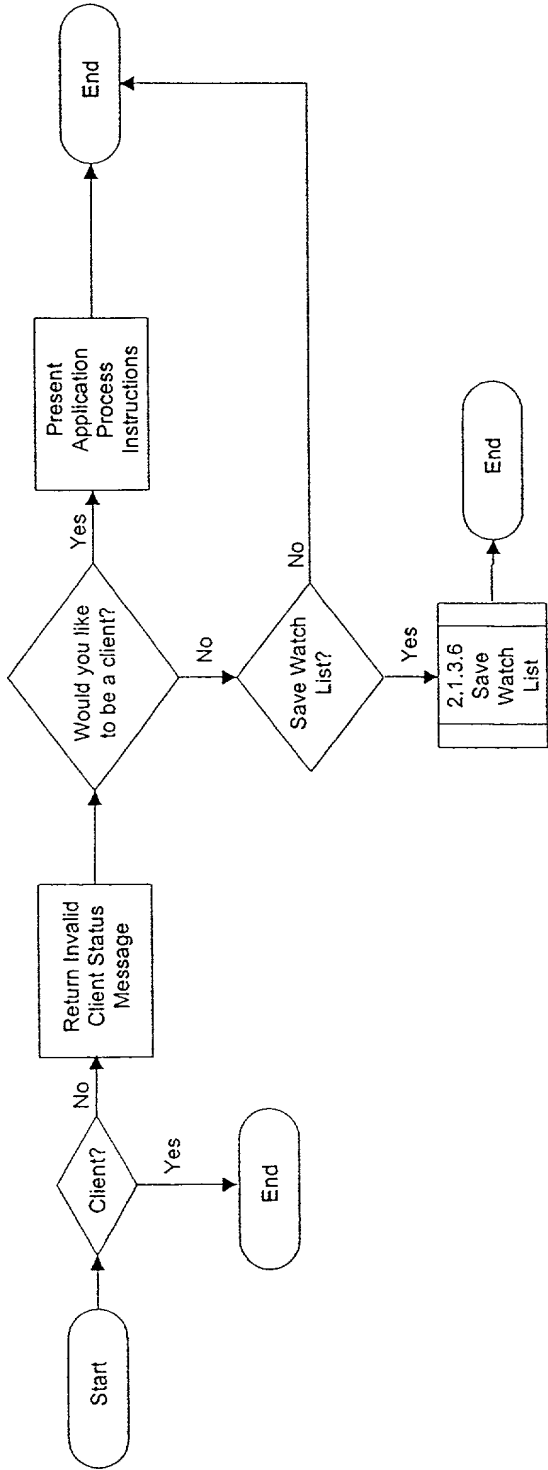 Start
Client?
No
Yes
End
Return Invalid
Client Status
Message
Would you like
to be a client?
Yes
No
Present
Application
Process
Instructions
End
Save Watch
List?
No
Yes
2.1.3.6
Save
Watch
List
End